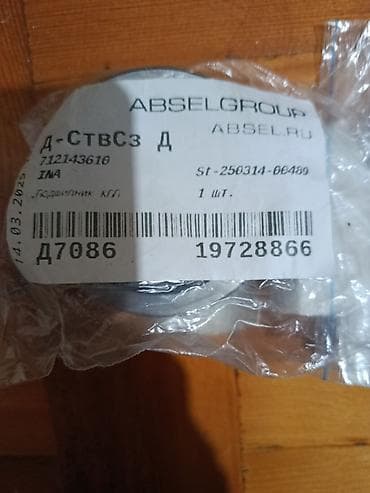 ABSELGROUP
ABSEL.RU
Д-СтвСз Д
712143610
INA
St-250314-00480
Подшипник КПП
1 шт.
14.03.2025
Д7086
19728866